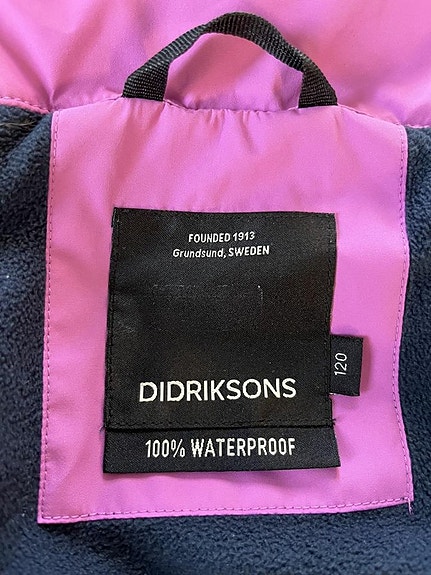 FOUNDED 1913
Grundsund, SWEDEN
DIDRIKSONS
100% WATERPROOF
120